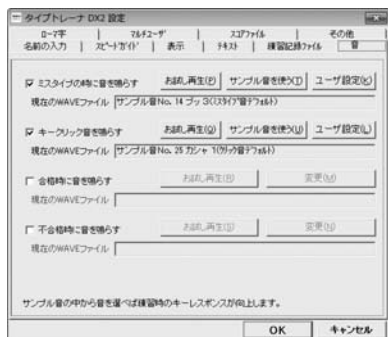 タイプトレーナ DX2 設定
ローマ字 マルチユーザ スコアファイル その他
名前の入力 スピードガイド 表示 テキスト 練習記録ファイル 音
ミスタイプの時に音を鳴らす お試し再生(P) サンプル音を使う(T) ユーザ設定(K)
現在のWAVEファイル サンプル音No. 14 ブッ 3(ミスタイプ音デフォルト)
キークリック音を鳴らす お試し再生(Q) サンプル音を使う(U) ユーザ設定(L)
現在のWAVEファイル サンプル音No. 25 カシャ 1(クリック音デフォルト)
合格時に音を鳴らす お試し再生(R) 変更(M)
現在のWAVEファイル
不合格時に音を鳴らす お試し再生(S) 変更(N)
現在のWAVEファイル
サンプル音の中から音を選べば練習時のキーレスポンスが向上します。
OK キャンセル